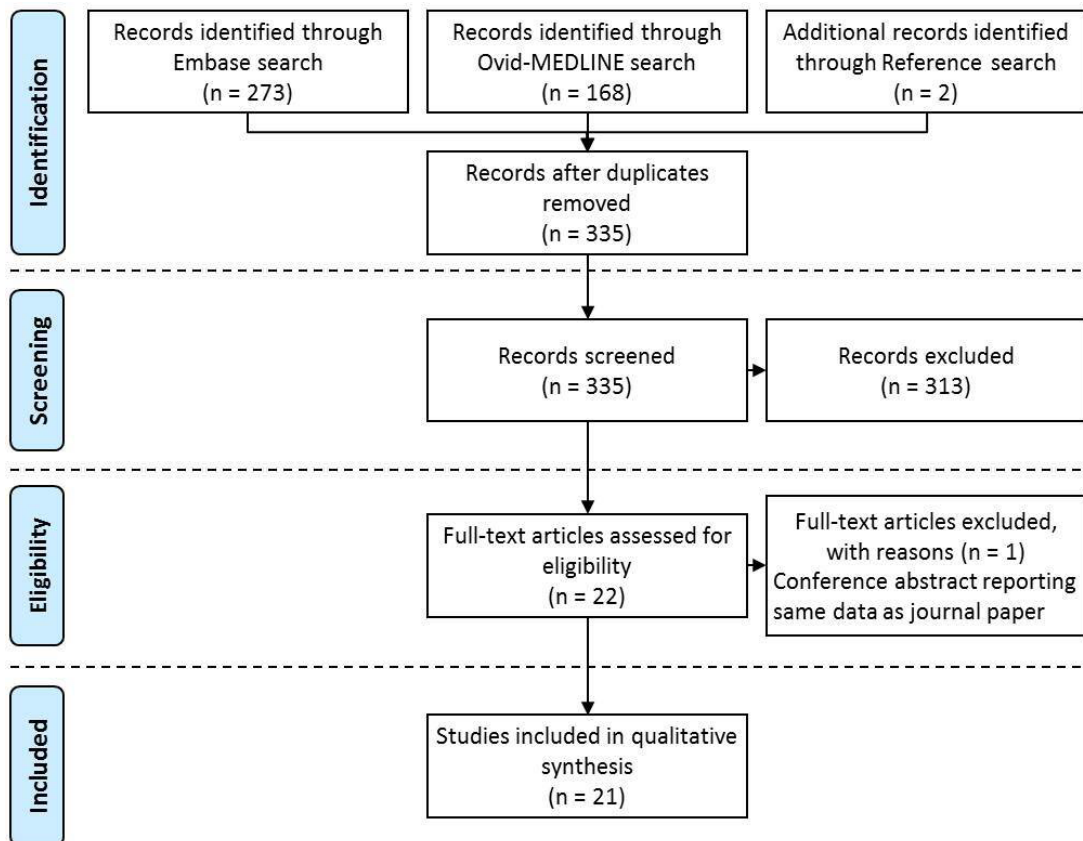 Identification
Records identified through
Embase search
(n = 273)
Records identified through
Ovid-MEDLINE search
(n = 168)
Additional records identified
through Reference search
(n = 2)
Records after duplicates
removed
(n = 335)
Screening
Records screened
(n = 335)
Records excluded
(n = 313)
Eligibility
Full-text articles assessed for
eligibility
(n = 22)
Full-text articles excluded,
with reasons (n = 1)
Conference abstract reporting
same data as journal paper
Included
Studies included in qualitative
synthesis
(n = 21)